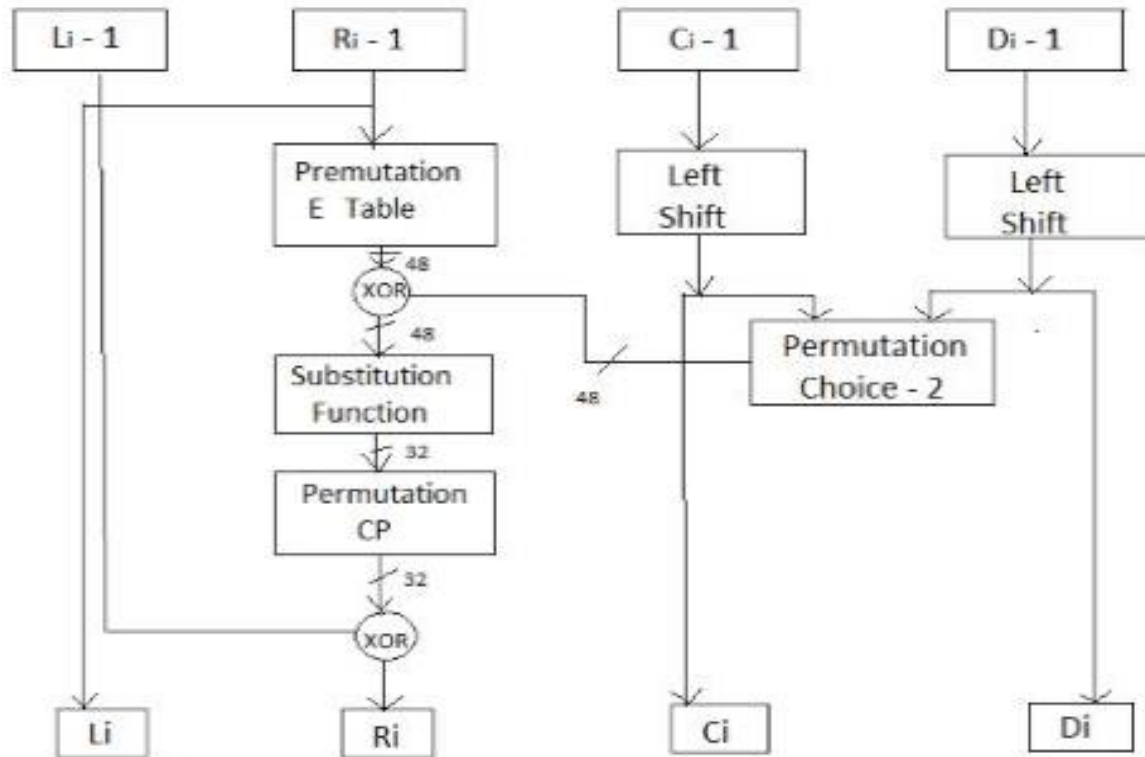 Li - 1
Ri - 1
Ci - 1
Di - 1
Premutation
E Table
Left
Shift
Left
Shift
48
XOR
48
Permutation
Choice - 2
48
Substitution
Function
32
Permutation
CP
32
XOR
Li
Ri
Ci
Di